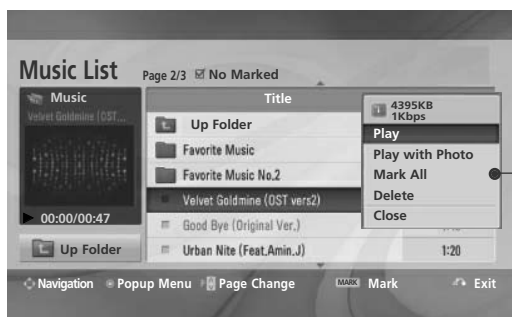 Music List
Page 2/3 ☑ No Marked
Music
Velvet Goldmine (OST...
00:00/00:47
Up Folder
Title
Up Folder
Favorite Music
Favorite Music No.2
Velvet Goldmine (OST vers2)
Good Bye (Original Ver.)
Urban Nite (Feat.Amin.J)
1:20
4395KB
1Kbps
Play
Play with Photo
Mark All
Delete
Close
Navigation
Popup Menu
Page Change
MARK Mark
Exit